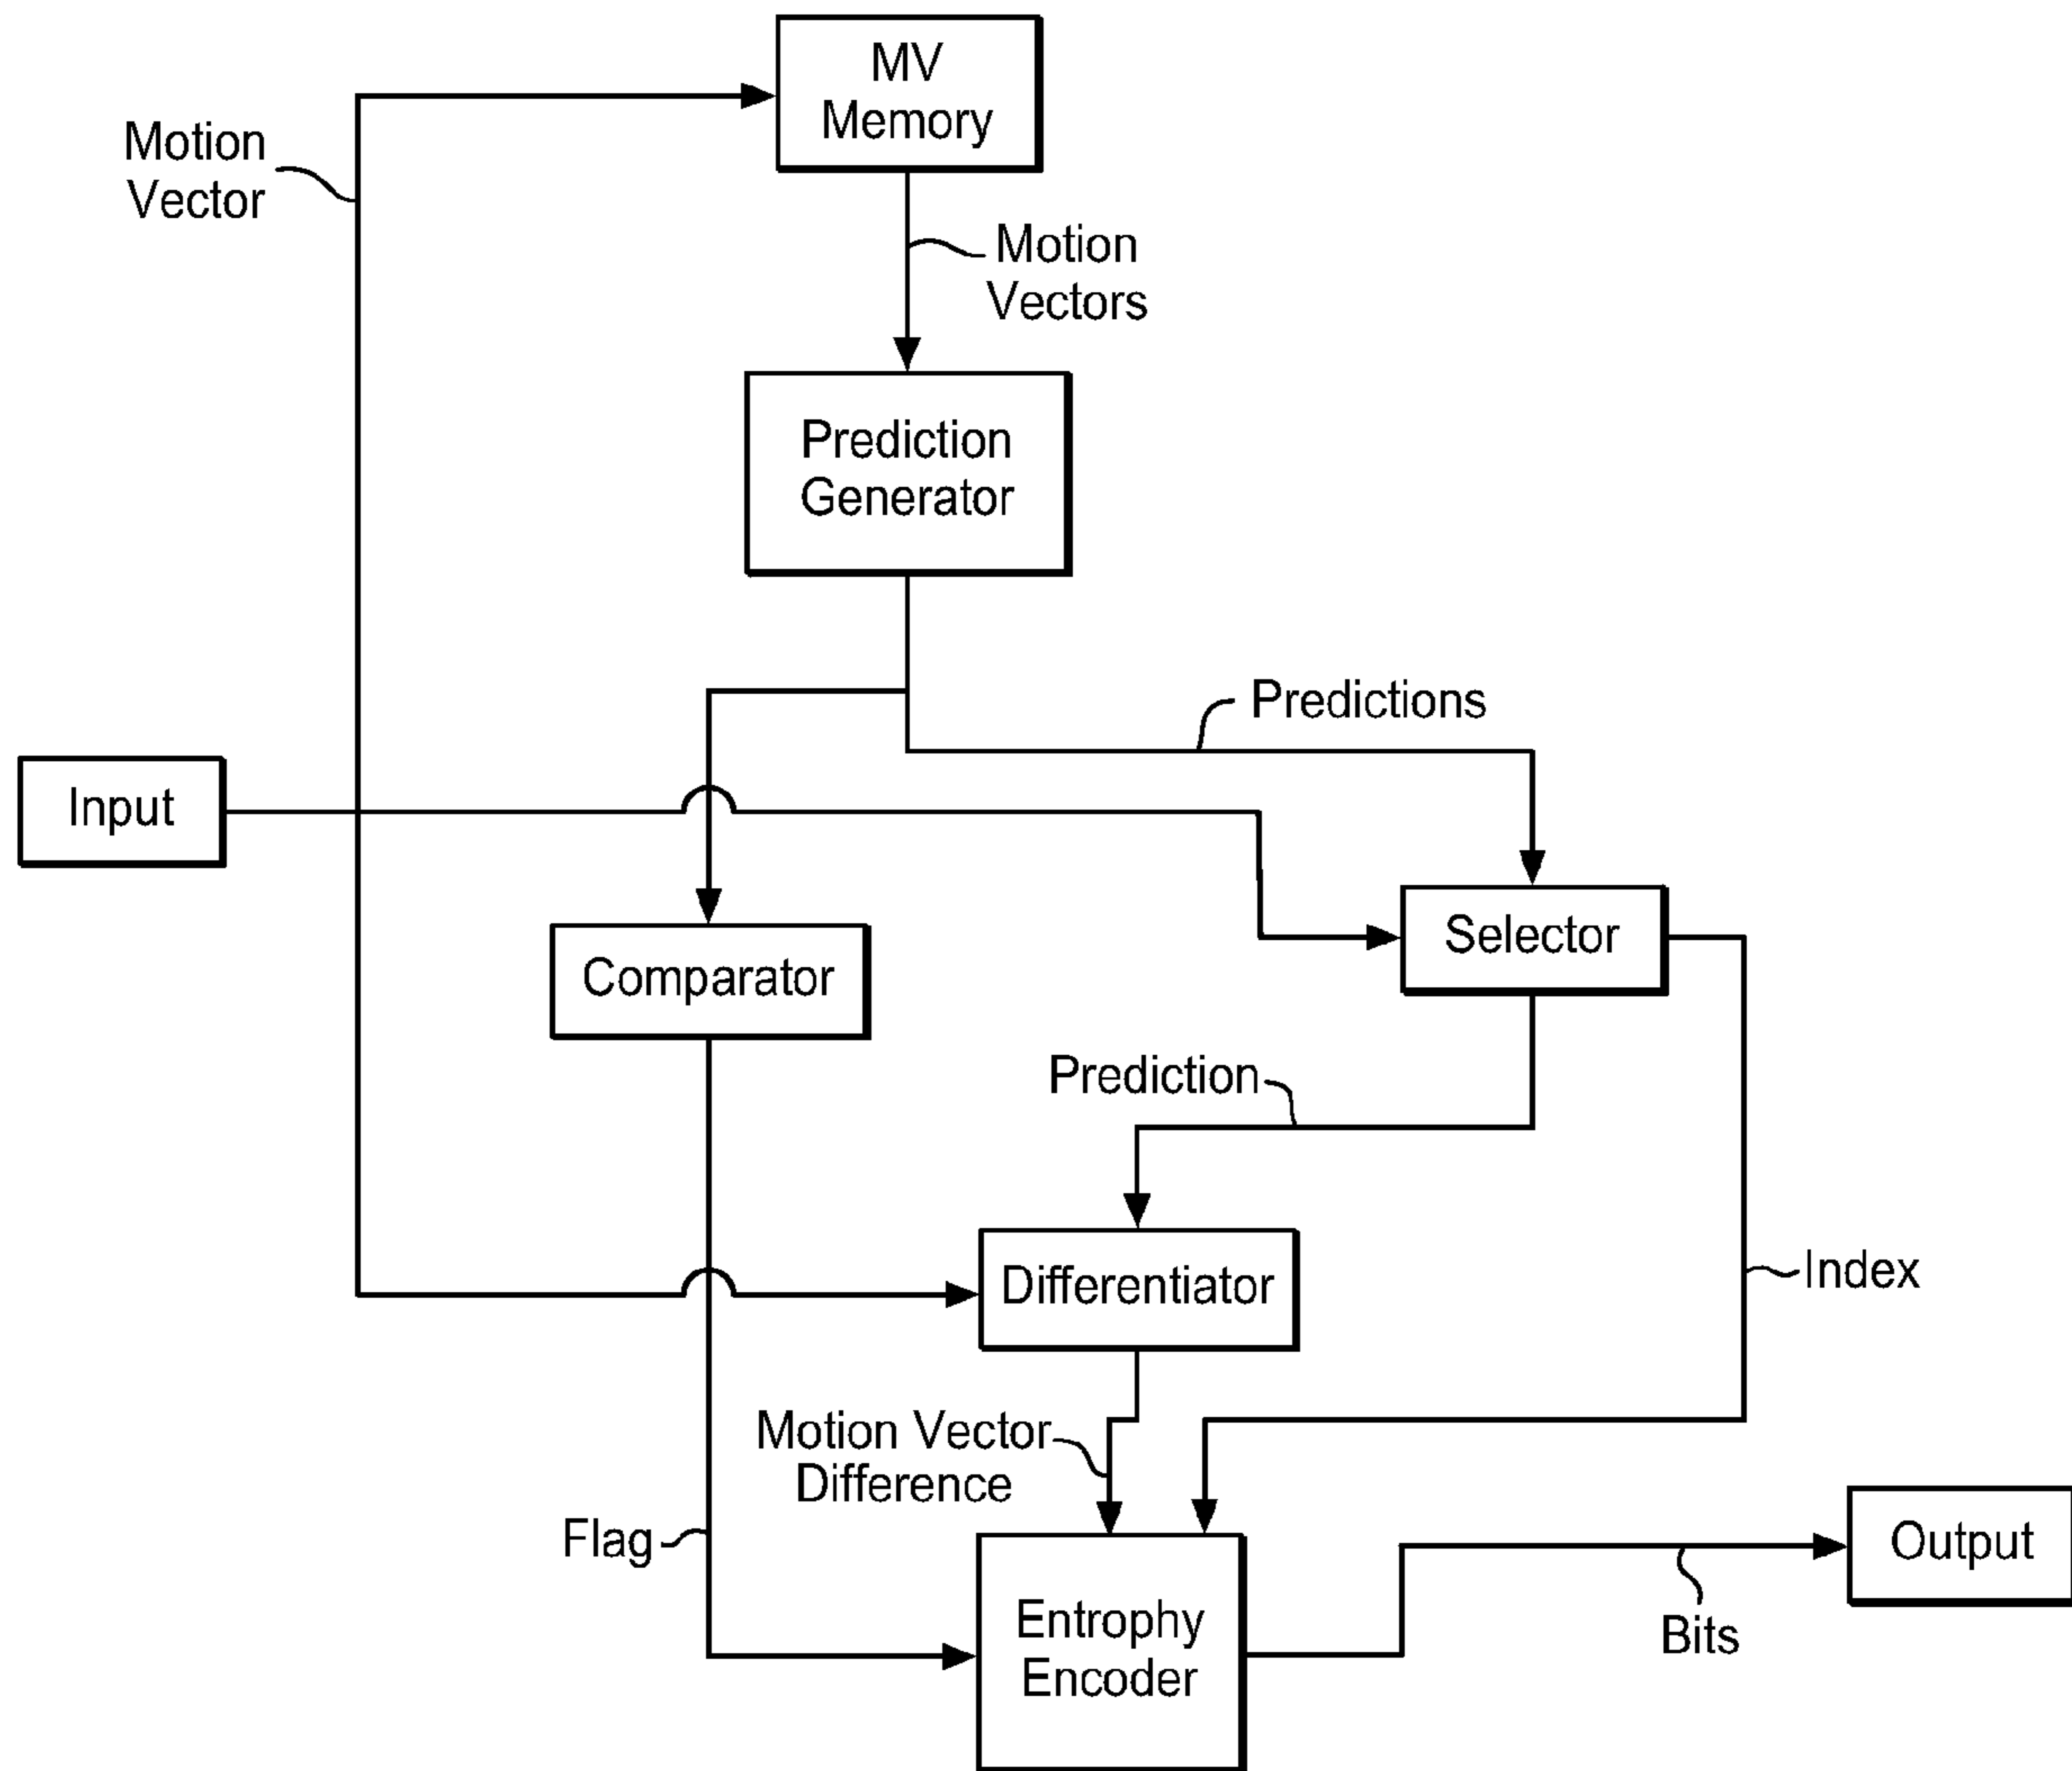 MV
Memory
Motion
Vector
Motion
Vectors
Prediction
Generator
Predictions
Input
Selector
Comparator
Prediction
Differentiator
Index
Motion Vector
Difference
Flag
Output
Entrophy
Encoder
Bits